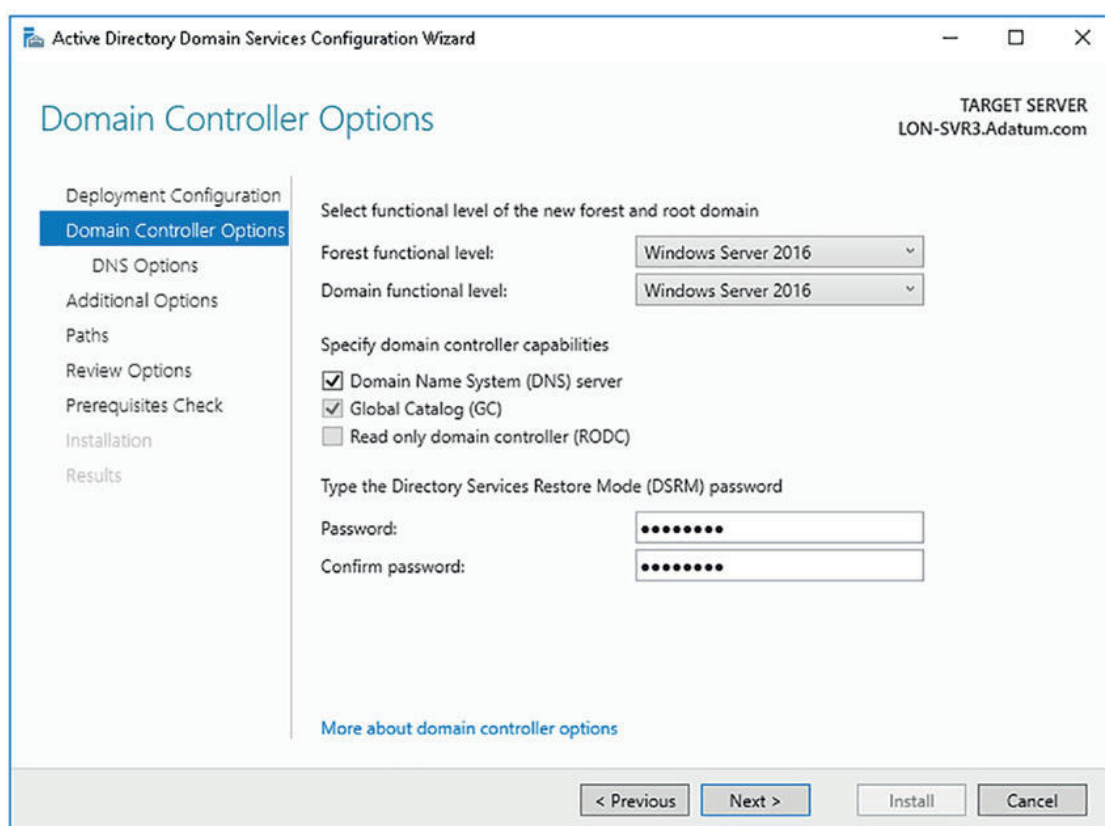 Active Directory Domain Services Configuration Wizard
Domain Controller Options
TARGET SERVER
LON-SVR3.Adatum.com
Deployment Configuration
Domain Controller Options
DNS Options
Additional Options
Paths
Review Options
Prerequisites Check
Installation
Results
Select functional level of the new forest and root domain
Forest functional level: Windows Server 2016
Domain functional level: Windows Server 2016
Specify domain controller capabilities
Domain Name System (DNS) server
Global Catalog (GC)
Read only domain controller (RODC)
Type the Directory Services Restore Mode (DSRM) password
Password: ●●●●●●●●
Confirm password: ●●●●●●●●
More about domain controller options
< Previous Next > Install Cancel